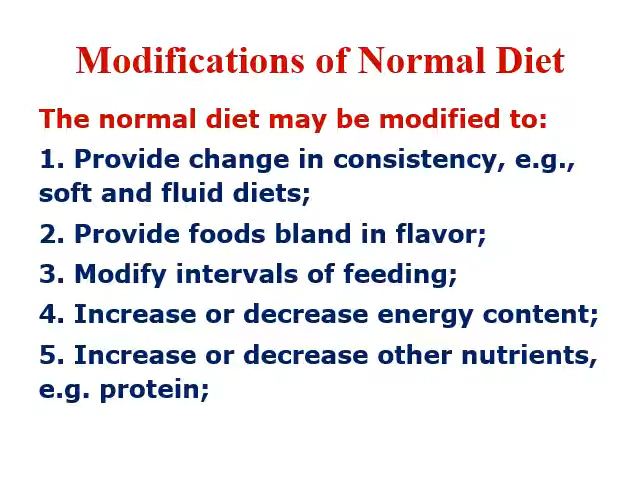 Modifications of Normal Diet
The normal diet may be modified to:
1. Provide change in consistency, e.g.,
soft and fluid diets;
2. Provide foods bland in flavor;
3. Modify intervals of feeding;
4. Increase or decrease energy content;
5. Increase or decrease other nutrients,
e.g. protein;